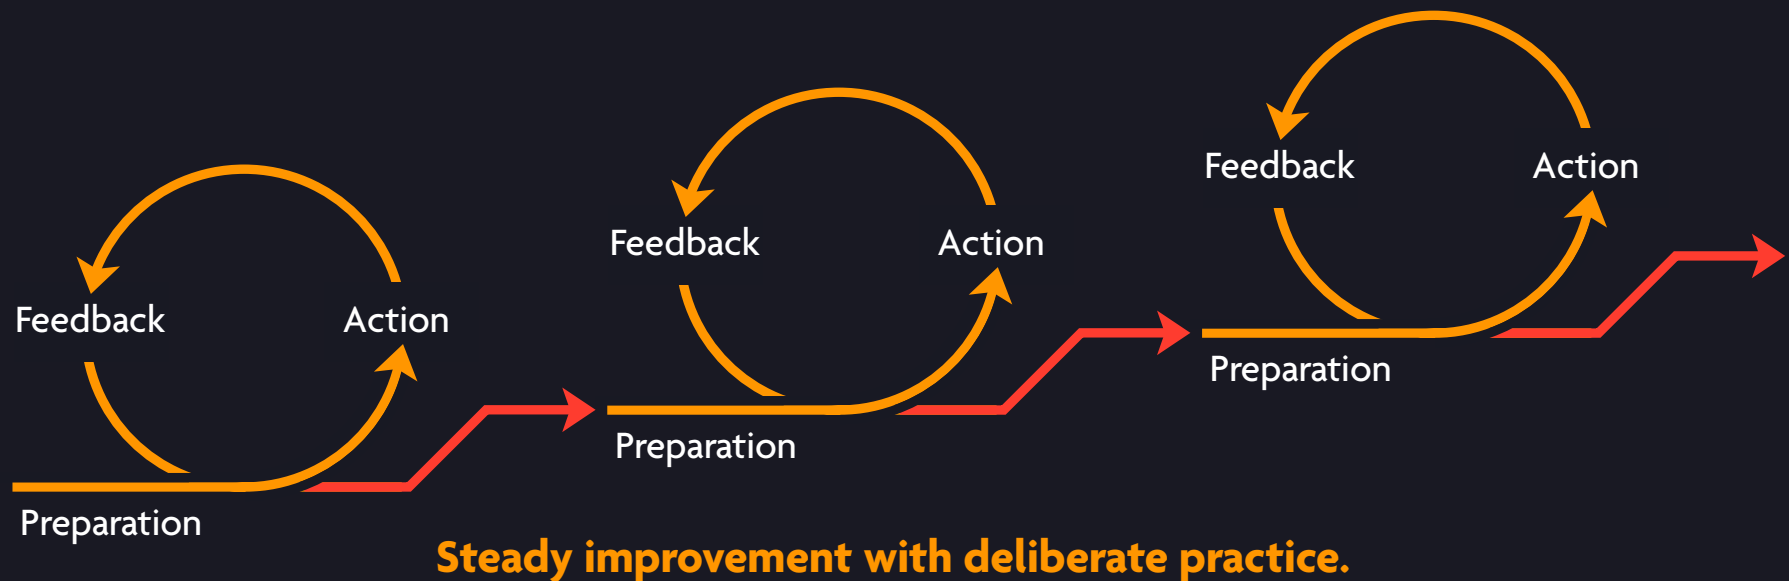 Feedback
Action
Preparation
Feedback
Action
Preparation
Feedback
Action
Preparation
Steady improvement with deliberate practice.